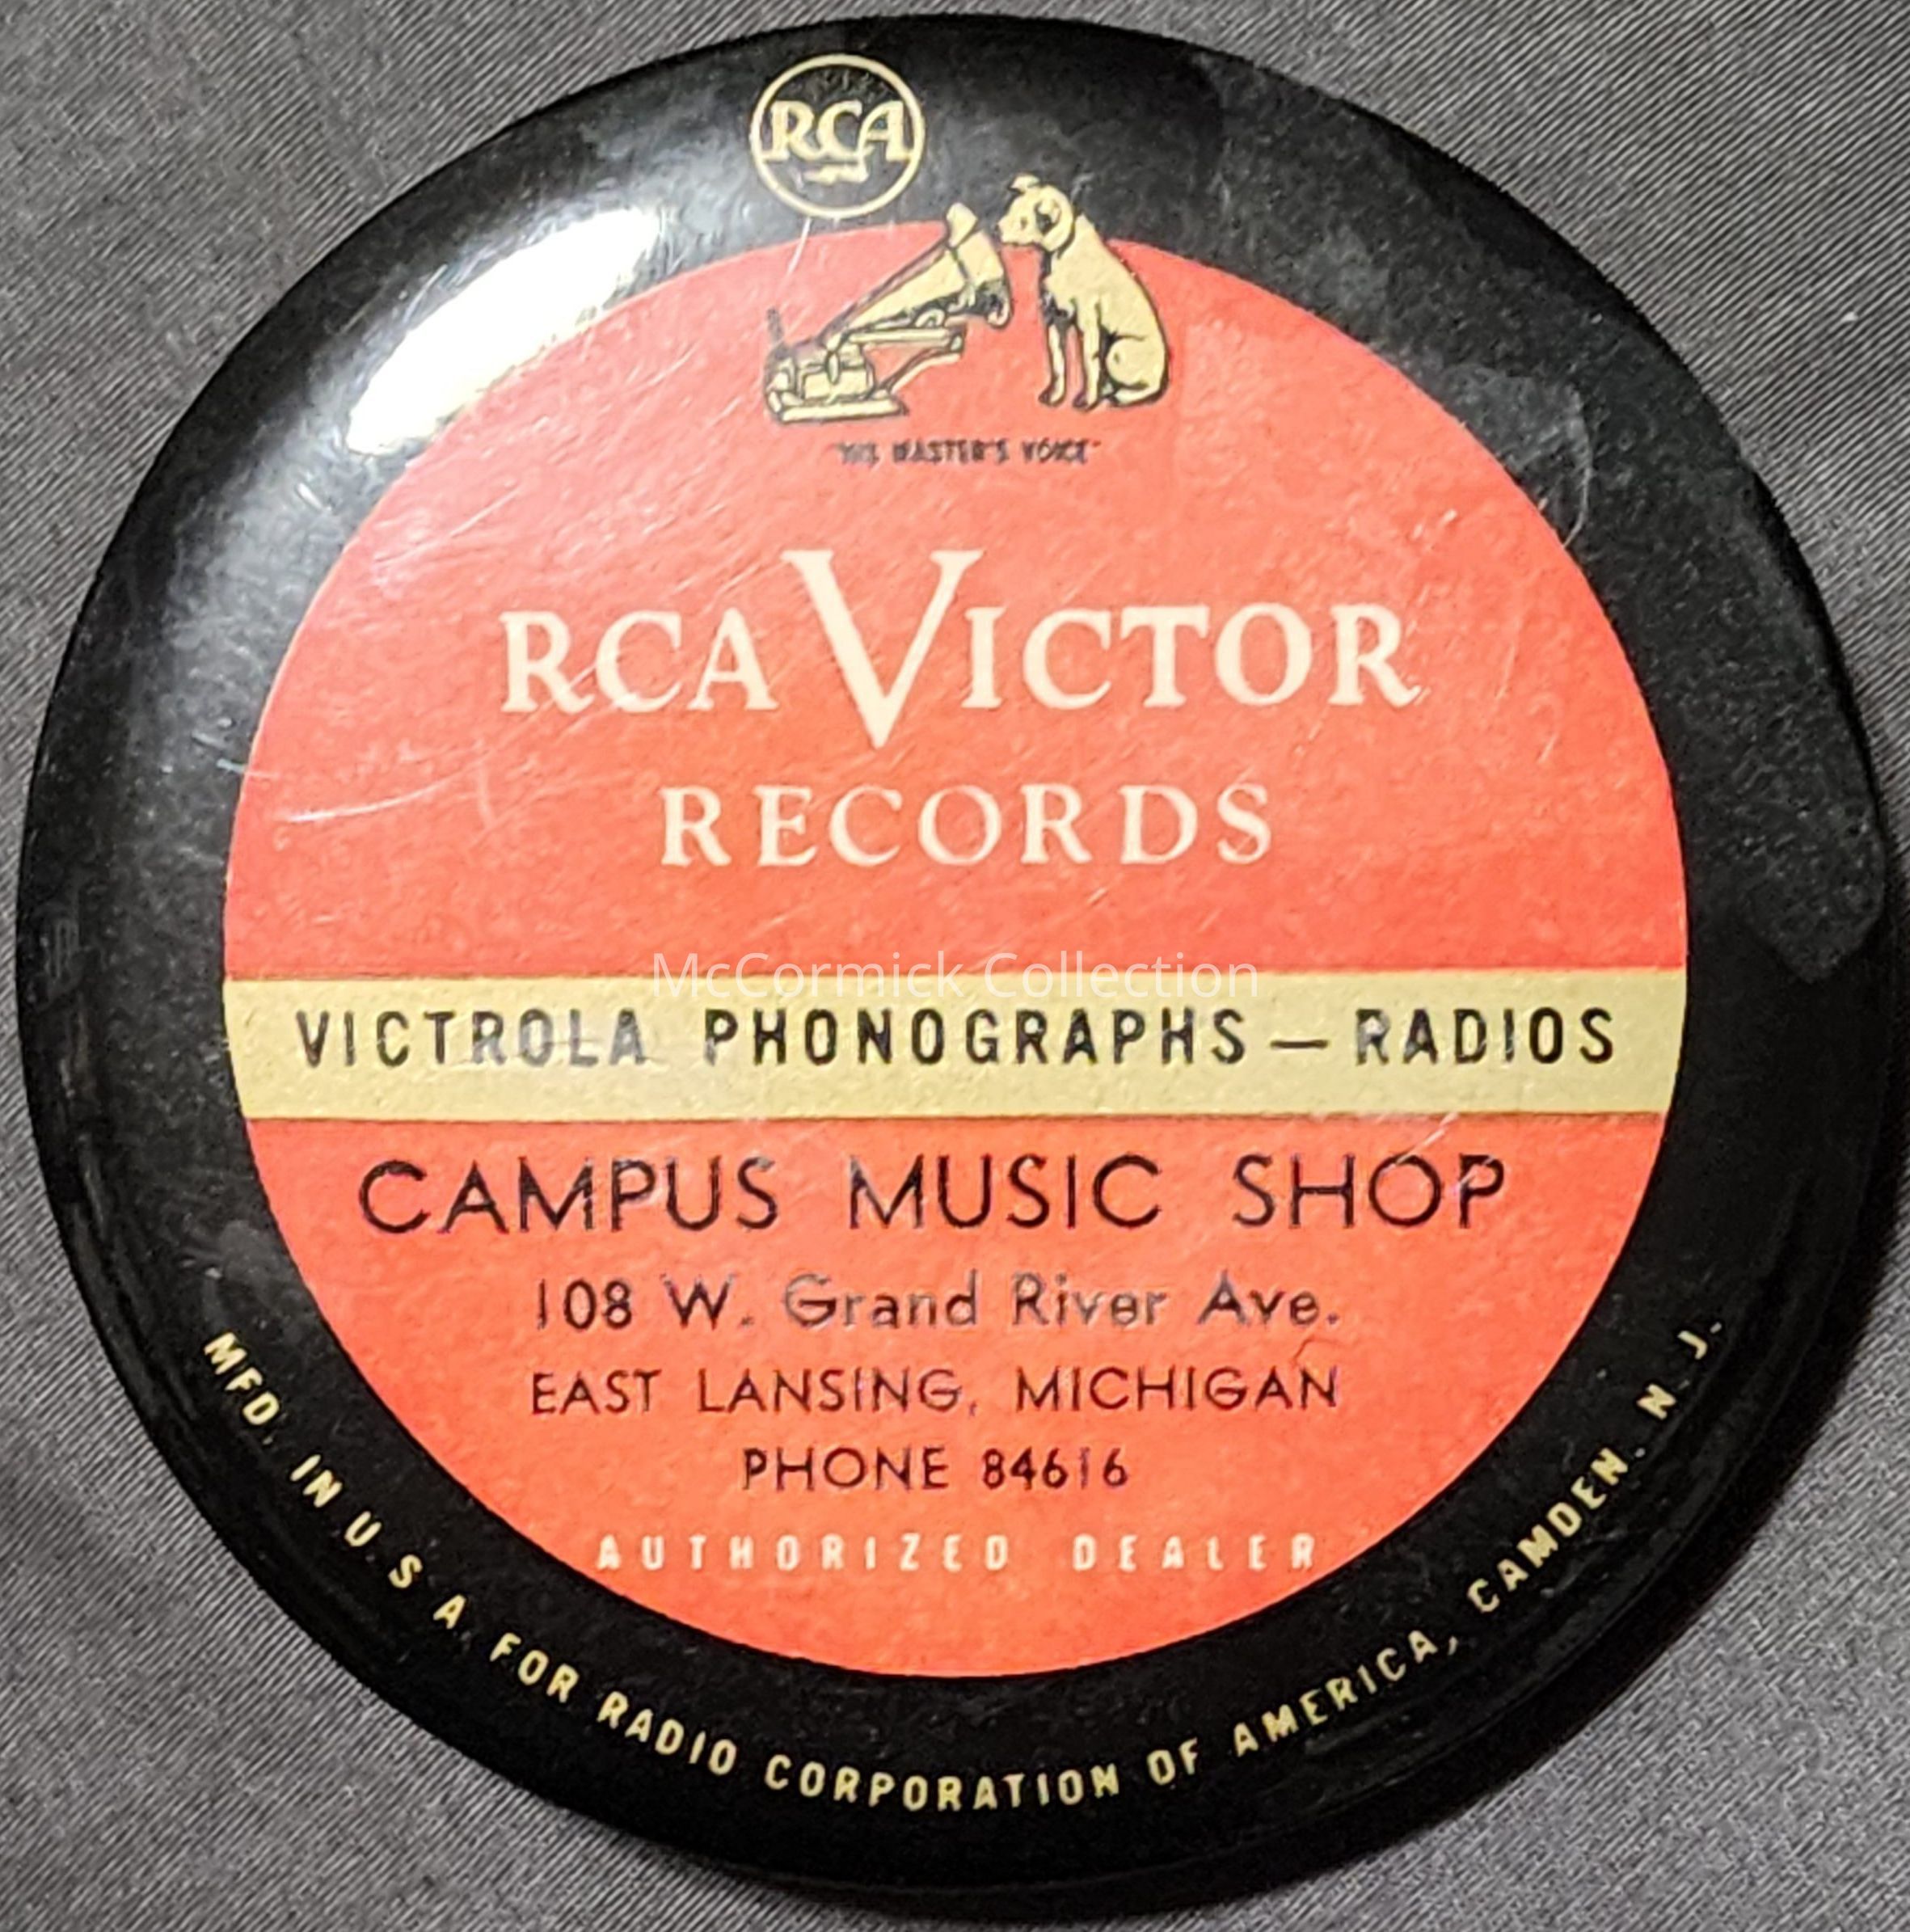 RCA
"HIS MASTER'S VOICE"
RCA VICTOR
RECORDS
McCormick Collection
VICTROLA PHONOGRAPHS — RADIOS
CAMPUS MUSIC SHOP
108 W. Grand River Ave.
EAST LANSING, MICHIGAN
PHONE 84616
AUTHORIZED DEALER
MFD. IN U.S.A. FOR RADIO CORPORATION OF AMERICA, CAMDEN. N. J.